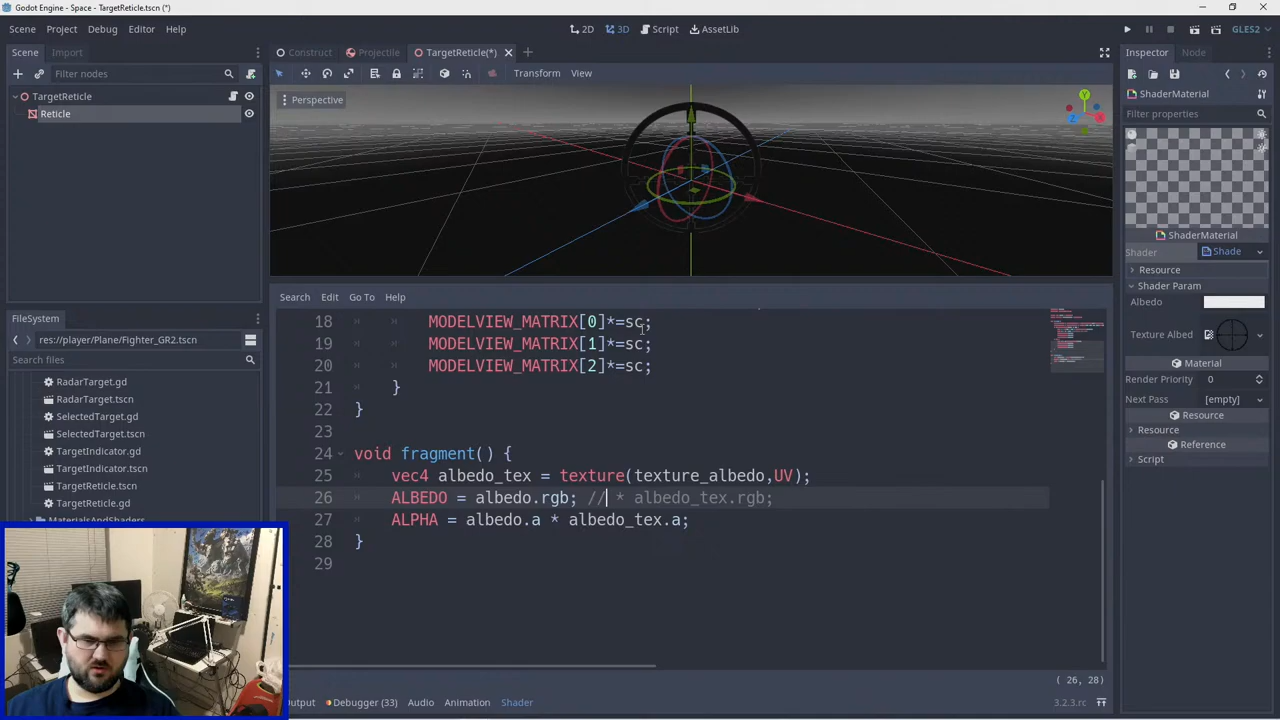 Godot Engine - Space - TargetReticle.tscn (*)
Scene Project Debug Editor Help
2D 3D Script AssetLib
GLES2
Scene Import
Construct Projectile TargetReticle(*)
Inspector Node
Filter nodes
Transform View
TargetReticle
Reticle
Perspective
Y
Z
X
ShaderMaterial
Filter properties
ShaderMaterial
Shader Shade
Resource
Shader Param
Albedo
Texture Albed
Material
Render Priority 0
Next Pass [empty]
Resource
Resource
Reference
Script
FileSystem
res://player/Plane/Fighter_GR2.tscn
Search files
RadarTarget.gd
RadarTarget.tscn
SelectedTarget.gd
SelectedTarget.tscn
TargetIndicator.gd
TargetIndicator.tscn
TargetReticle.tscn
TargetReticle.gd
MaterialsAndShaders
Search Edit Go To Help
18 MODELVIEW_MATRIX[0]*=sc;
19 MODELVIEW_MATRIX[1]*=sc;
20 MODELVIEW_MATRIX[2]*=sc;
21 }
22 }
23
24 void fragment() {
25 vec4 albedo_tex = texture(texture_albedo,UV);
26 ALBEDO = albedo.rgb; // * albedo_tex.rgb;
27 ALPHA = albedo.a * albedo_tex.a;
28 }
29
( 26, 28)
utput Debugger (33) Audio Animation Shader
3.2.3.rc